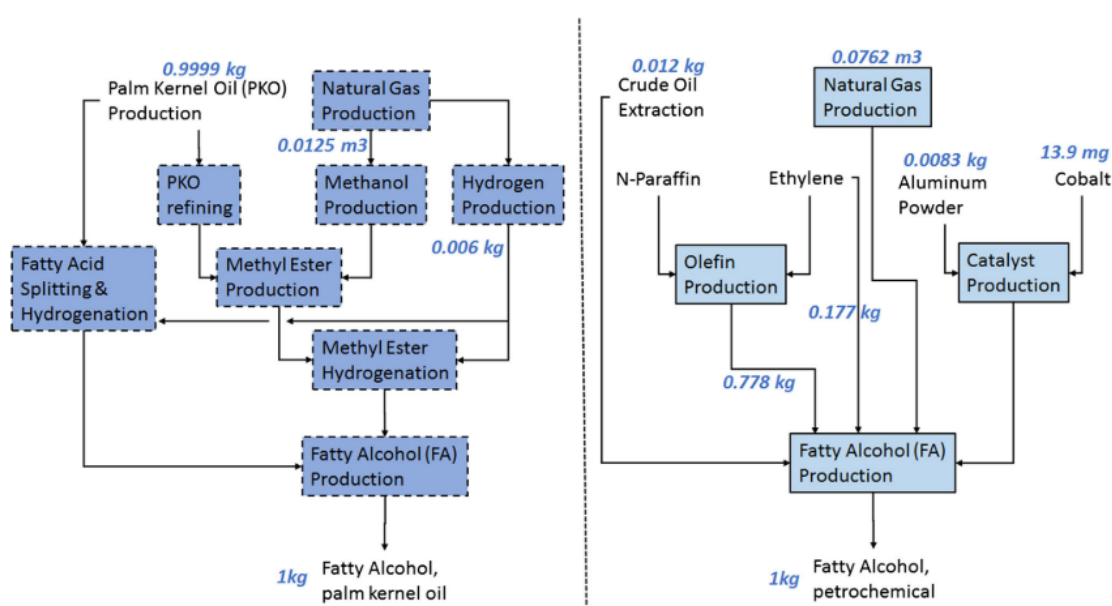 0.9999 kg
Palm Kernel Oil (PKO)
Production
Natural Gas
Production
0.0125 m3
PKO
refining
Methanol
Production
Hydrogen
Production
0.006 kg
Fatty Acid
Splitting &
Hydrogenation
Methyl Ester
Production
Methyl Ester
Hydrogenation
Fatty Alcohol (FA)
Production
1kg
Fatty Alcohol,
palm kernel oil
0.012 kg
Crude Oil
Extraction
0.0762 m3
Natural Gas
Production
N-Paraffin
Ethylene
0.0083 kg
Aluminum
Powder
13.9 mg
Cobalt
Olefin
Production
Catalyst
Production
0.177 kg
0.778 kg
Fatty Alcohol (FA)
Production
1kg
Fatty Alcohol,
petrochemical